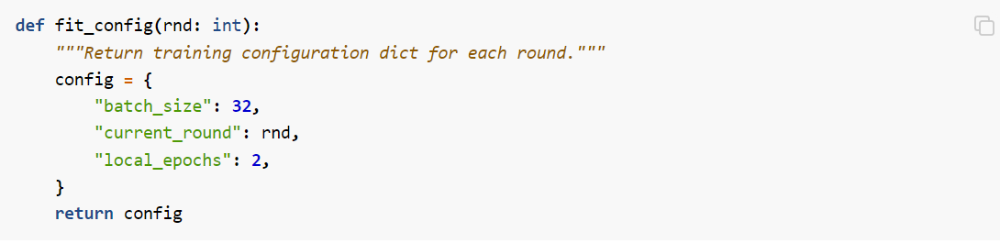 def fit_config(rnd: int):
    """Return training configuration dict for each round."""
    config = {
        "batch_size": 32,
        "current_round": rnd,
        "local_epochs": 2,
    }
    return config